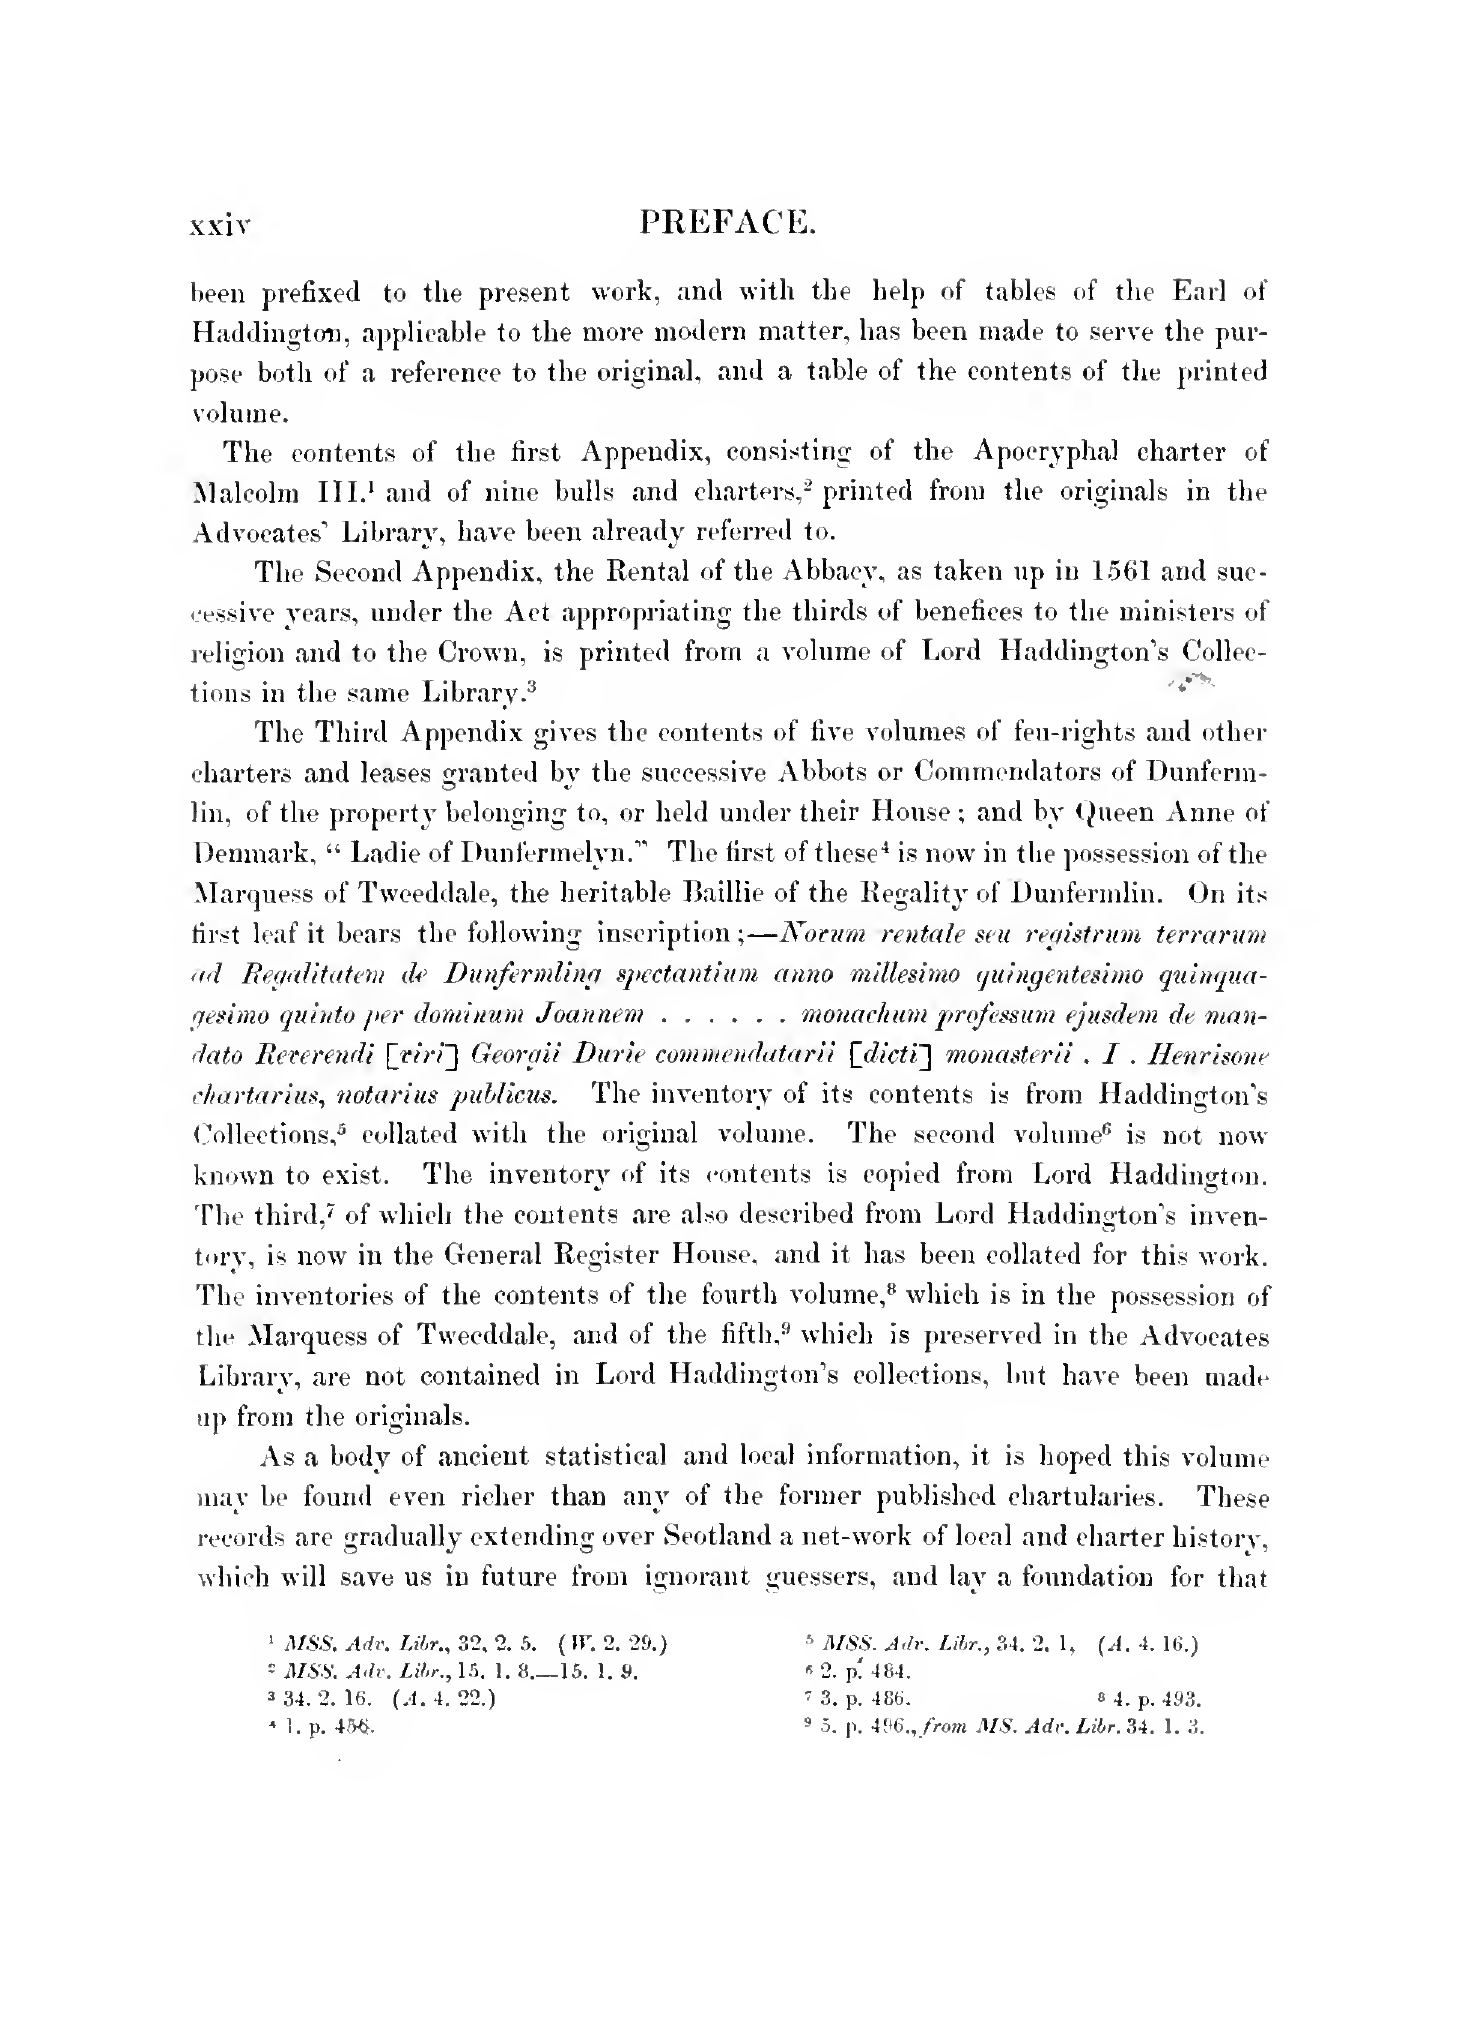 xxiv PREFACE.
been prefixed to the present work, and with the help of tables of the Earl of
Haddington, applicable to the more modern matter, has been made to serve the pur-
pose both of a reference to the original, and a table of the contents of the printed
volume.
The contents of the first Appendix, consisting of the Apocryphal charter of
Malcolm III.¹ and of nine bulls and charters,² printed from the originals in the
Advocates' Library, have been already referred to.
The Second Appendix, the Rental of the Abbacy, as taken up in 1561 and suc-
cessive years, under the Act appropriating the thirds of benefices to the ministers of
religion and to the Crown, is printed from a volume of Lord Haddington's Collec-
tions in the same Library.³
The Third Appendix gives the contents of five volumes of feu-rights and other
charters and leases granted by the successive Abbots or Commendators of Dunferm-
lin, of the property belonging to, or held under their House; and by Queen Anne of
Denmark, “ Ladie of Dunfermelyn.” The first of these⁴ is now in the possession of the
Marquess of Tweeddale, the heritable Baillie of the Regality of Dunfermlin. On its
first leaf it bears the following inscription;—Novum rentale seu registrum terrarum
ad Regalitatem de Dunfermling spectantium anno millesimo quingentesimo quinqua-
gesimo quinto per dominum Joannem . . . . . . monachum professum ejusdem de man-
dato Reverendi [viri] Georgii Durie commendatarii [dicti] monasterii . I . Henrisone
chartarius, notarius publicus. The inventory of its contents is from Haddington's
Collections,⁵ collated with the original volume. The second volume⁶ is not now
known to exist. The inventory of its contents is copied from Lord Haddington.
The third,⁷ of which the contents are also described from Lord Haddington's inven-
tory, is now in the General Register House, and it has been collated for this work.
The inventories of the contents of the fourth volume,⁸ which is in the possession of
the Marquess of Tweeddale, and of the fifth,⁹ which is preserved in the Advocates
Library, are not contained in Lord Haddington's collections, but have been made
up from the originals.
As a body of ancient statistical and local information, it is hoped this volume
may be found even richer than any of the former published chartularies. These
records are gradually extending over Scotland a net-work of local and charter history,
which will save us in future from ignorant guessers, and lay a foundation for that
¹ MSS. Adv. Libr., 32, 2. 5. (W. 2. 29.)
² MSS. Adv. Libr., 15. 1. 8.—15. 1. 9.
³ 34. 2. 16. (A. 4. 22.)
⁴ 1. p.
⁵ MSS. Adv. Libr., 34. 2. 1, (A. 4. 16.)
⁶ 2. p. 484.
⁷ 3. p. 486. ⁸ 4. p. 493.
⁹ 5. p. 496., from MS. Adv. Libr. 34. 1. 3.